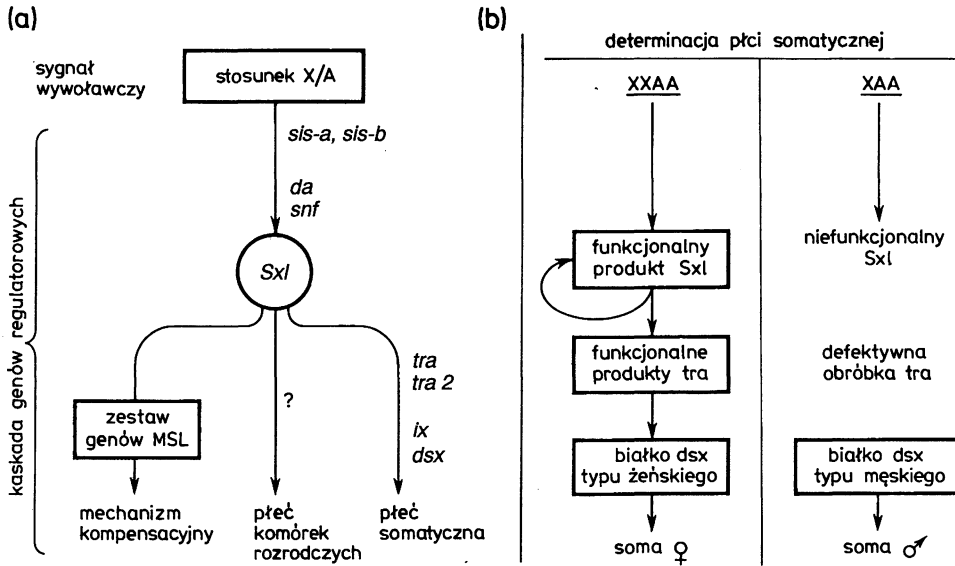 (a)
sygnał
wywoławczy
stosunek X/A
sis-a, sis-b
da
snf
Sxl
kaskada genów regulatorowych
tra
tra 2
?
zestaw
genów MSL
ix
dsx
mechanizm
kompensacyjny
płeć
komórek
rozrodczych
płeć
somatyczna
(b)
determinacja płci somatycznej
XXAA
XAA
funkcjonalny
produkt Sxl
niefunkcjonalny
Sxl
funkcjonalne
produkty tra
defektywna
obróbka tra
białko dsx
typu żeńskiego
białko dsx
typu męskiego
soma ♀
soma ♂